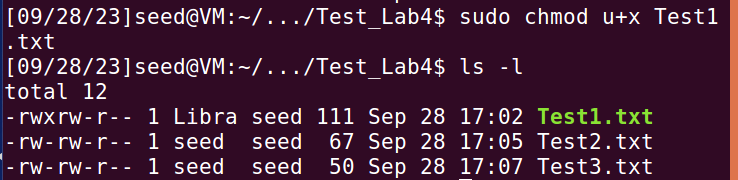 [09/28/23]seed@VM:~/.../Test_Lab4$ sudo chmod u+x Test1
.txt
[09/28/23]seed@VM:~/.../Test_Lab4$ ls -l
total 12
-rwxrw-r-- 1 Libra seed 111 Sep 28 17:02 Test1.txt
-rw-rw-r-- 1 seed  seed  67 Sep 28 17:05 Test2.txt
-rw-rw-r-- 1 seed  seed  50 Sep 28 17:07 Test3.txt